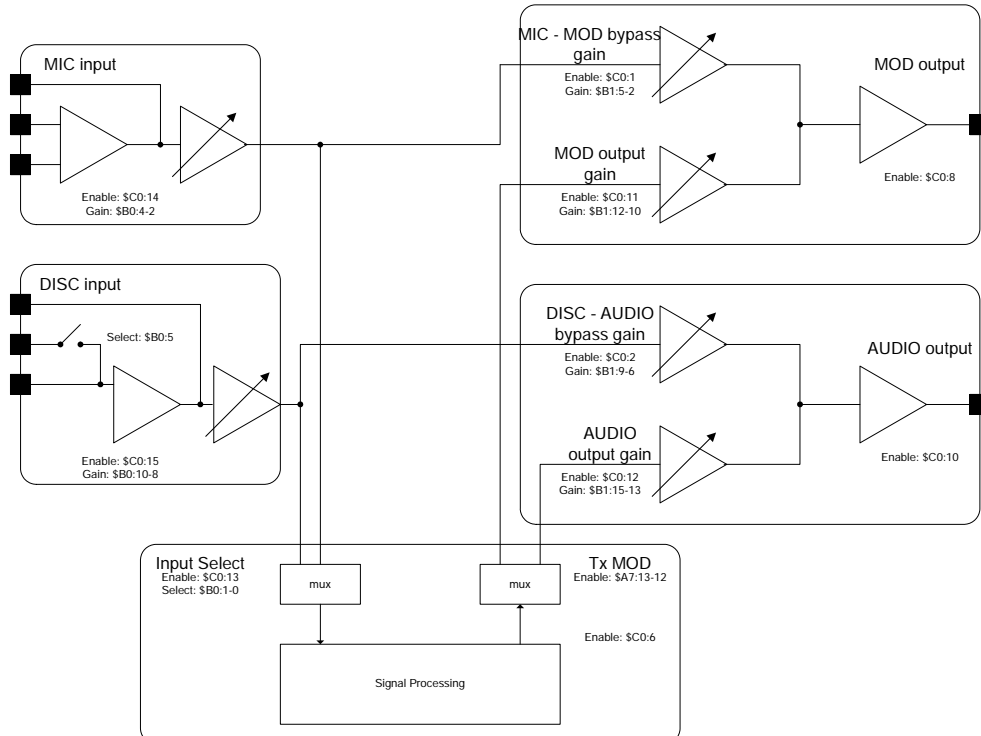 MIC input
Enable: $C0:14
Gain: $B0:4-2
MIC - MOD bypass
gain
Enable: $C0:1
Gain: $B1:5-2
MOD output
MOD output
gain
Enable: $C0:11
Gain: $B1:12-10
Enable: $C0:8
DISC input
Select: $B0:5
Enable: $C0:15
Gain: $B0:10-8
DISC - AUDIO
bypass gain
Enable: $C0:2
Gain: $B1:9-6
AUDIO output
AUDIO
output gain
Enable: $C0:12
Gain: $B1:15-13
Enable: $C0:10
Input Select
Enable: $C0:13
Select: $B0:1-0
mux
mux
Tx MOD
Enable: $A7:13-12
Enable: $C0:6
Signal Processing